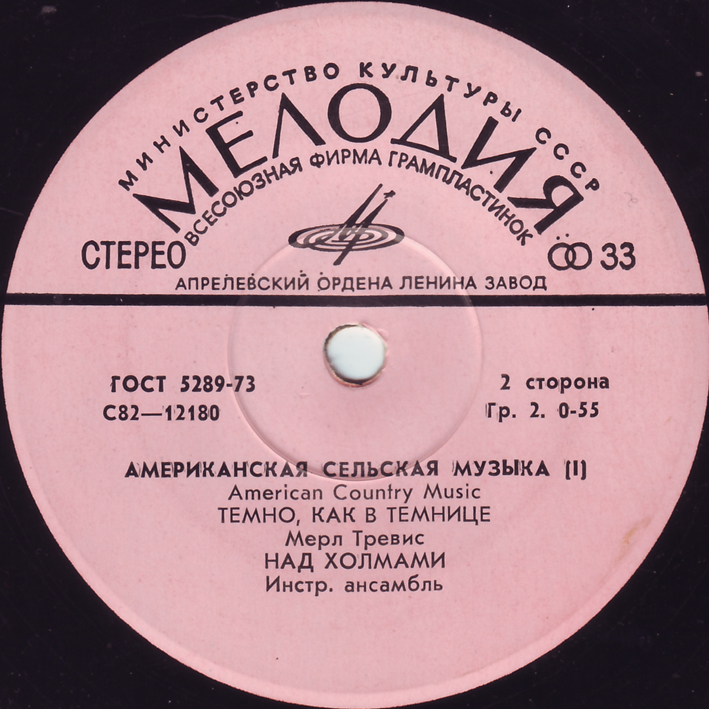 МИНИСТЕРСТВО КУЛЬТУРЫ СССР
МЕЛОДИЯ
ВСЕСОЮЗНАЯ ФИРМА ГРАМПЛАСТИНОК
СТЕРЕО
33
АПРЕЛЕВСКИЙ ОРДЕНА ЛЕНИНА ЗАВОД
ГОСТ 5289-73
2 сторона
С82—12180
Гр. 2. 0-55
АМЕРИКАНСКАЯ СЕЛЬСКАЯ МУЗЫКА (I)
American Country Music
ТЕМНО, КАК В ТЕМНИЦЕ
Мерл Тревис
НАД ХОЛМАМИ
Инстр. ансамбль